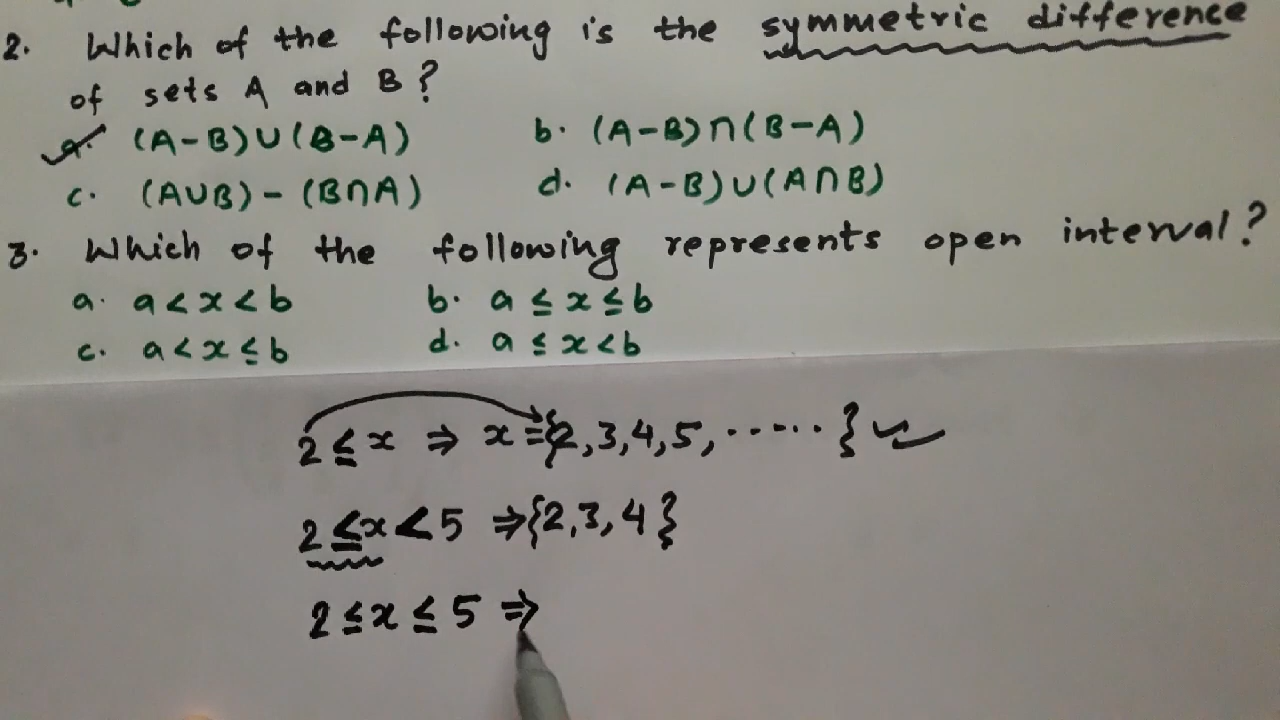 2. Which of the following is the symmetric difference
of sets A and B?
a. (A-B)∪(B-A) b. (A-B)∩(B-A)
c. (A∪B)-(B∩A) d. (A-B)∪(A∩B)
3. Which of the following represents open interval?
a. a<x<b b. a≤x≤b
c. a<x≤b d. a≤x<b
2≤x ⇒ x={2,3,4,5,......}
2≤x<5 ⇒{2,3,4}
2≤x≤5 ⇒